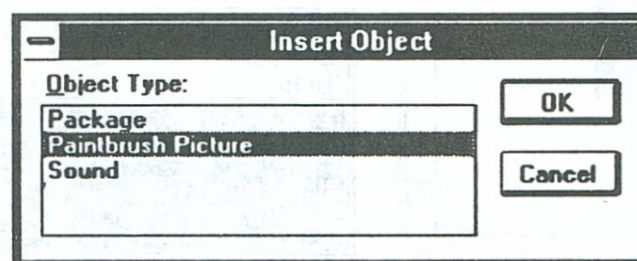 Insert Object
Object Type:
Package
Paintbrush Picture
Sound
OK
Cancel